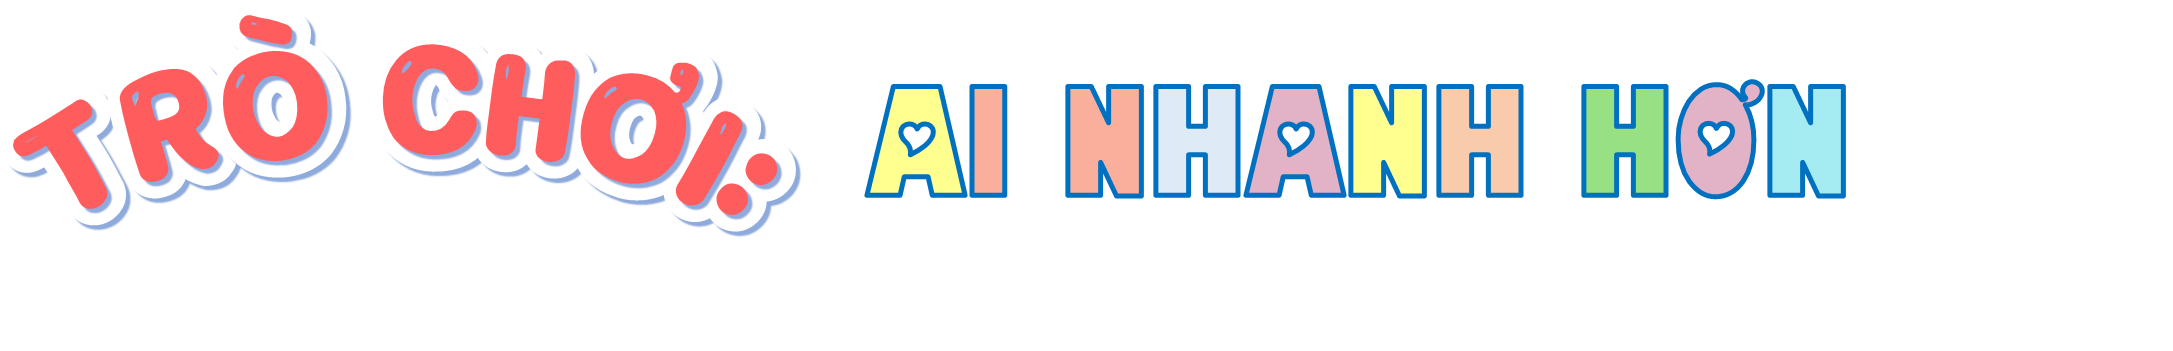 TRÒ CHƠI: AI NHANH HƠN